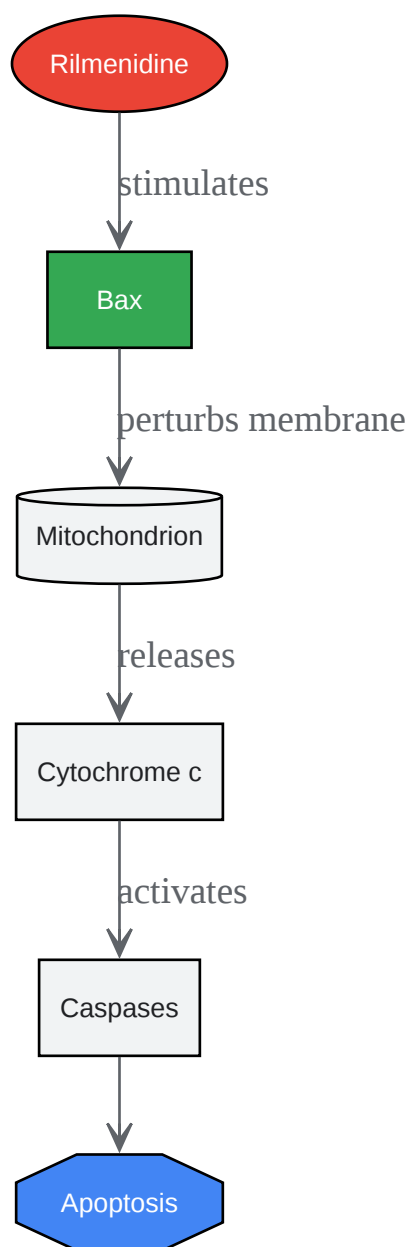 Rilmenidine
stimulates
Bax
perturbs membrane
Mitochondrion
releases
Cytochrome c
activates
Caspases
Apoptosis